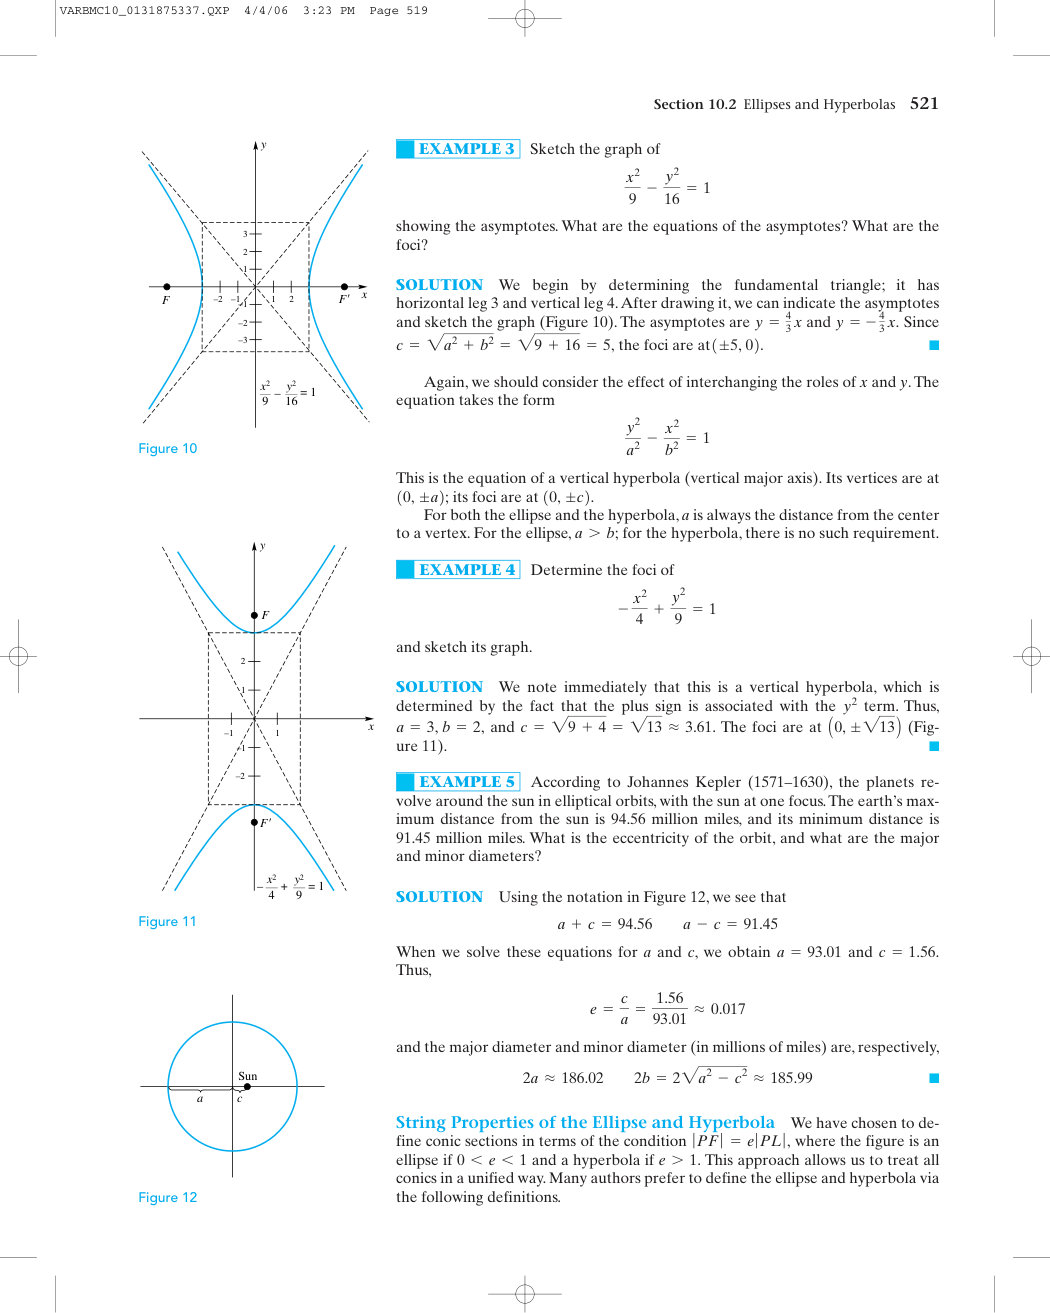 VARBMC10_0131875337.QXP 4/4/06 3:23 PM Page 519
Section 10.2 Ellipses and Hyperbolas 521
EXAMPLE 3 Sketch the graph of
x²/9 − y²/16 = 1
showing the asymptotes. What are the equations of the asymptotes? What are the
foci?
SOLUTION We begin by determining the fundamental triangle; it has
horizontal leg 3 and vertical leg 4. After drawing it, we can indicate the asymptotes
and sketch the graph (Figure 10). The asymptotes are y = 4/3 x and y = −4/3 x. Since
c = √(a² + b²) = √(9 + 16) = 5, the foci are at (±5, 0).
Again, we should consider the effect of interchanging the roles of x and y. The
equation takes the form
y²/a² − x²/b² = 1
This is the equation of a vertical hyperbola (vertical major axis). Its vertices are at
(0, ±a); its foci are at (0, ±c).
For both the ellipse and the hyperbola, a is always the distance from the center
to a vertex. For the ellipse, a > b; for the hyperbola, there is no such requirement.
EXAMPLE 4 Determine the foci of
−x²/4 + y²/9 = 1
and sketch its graph.
SOLUTION We note immediately that this is a vertical hyperbola, which is
determined by the fact that the plus sign is associated with the y² term. Thus,
a = 3, b = 2, and c = √(9 + 4) = √13 ≈ 3.61. The foci are at (0, ±√13) (Fig-
ure 11).
EXAMPLE 5 According to Johannes Kepler (1571–1630), the planets re-
volve around the sun in elliptical orbits, with the sun at one focus. The earth's max-
imum distance from the sun is 94.56 million miles, and its minimum distance is
91.45 million miles. What is the eccentricity of the orbit, and what are the major
and minor diameters?
SOLUTION Using the notation in Figure 12, we see that
a + c = 94.56 a − c = 91.45
When we solve these equations for a and c, we obtain a = 93.01 and c = 1.56.
Thus,
e = c/a = 1.56/93.01 ≈ 0.017
and the major diameter and minor diameter (in millions of miles) are, respectively,
2a ≈ 186.02 2b = 2√(a² − c²) ≈ 185.99
String Properties of the Ellipse and Hyperbola We have chosen to de-
fine conic sections in terms of the condition |PF| = e|PL|, where the figure is an
ellipse if 0 < e < 1 and a hyperbola if e > 1. This approach allows us to treat all
conics in a unified way. Many authors prefer to define the ellipse and hyperbola via
the following definitions.
y
3
2
1
F −2 −1 1 2 F′ x
−1
−2
−3
x²/9 − y²/16 = 1
Figure 10
y
F
2
1
−1 1 x
−1
−2
F′
−x²/4 + y²/9 = 1
Figure 11
Sun
a c
Figure 12